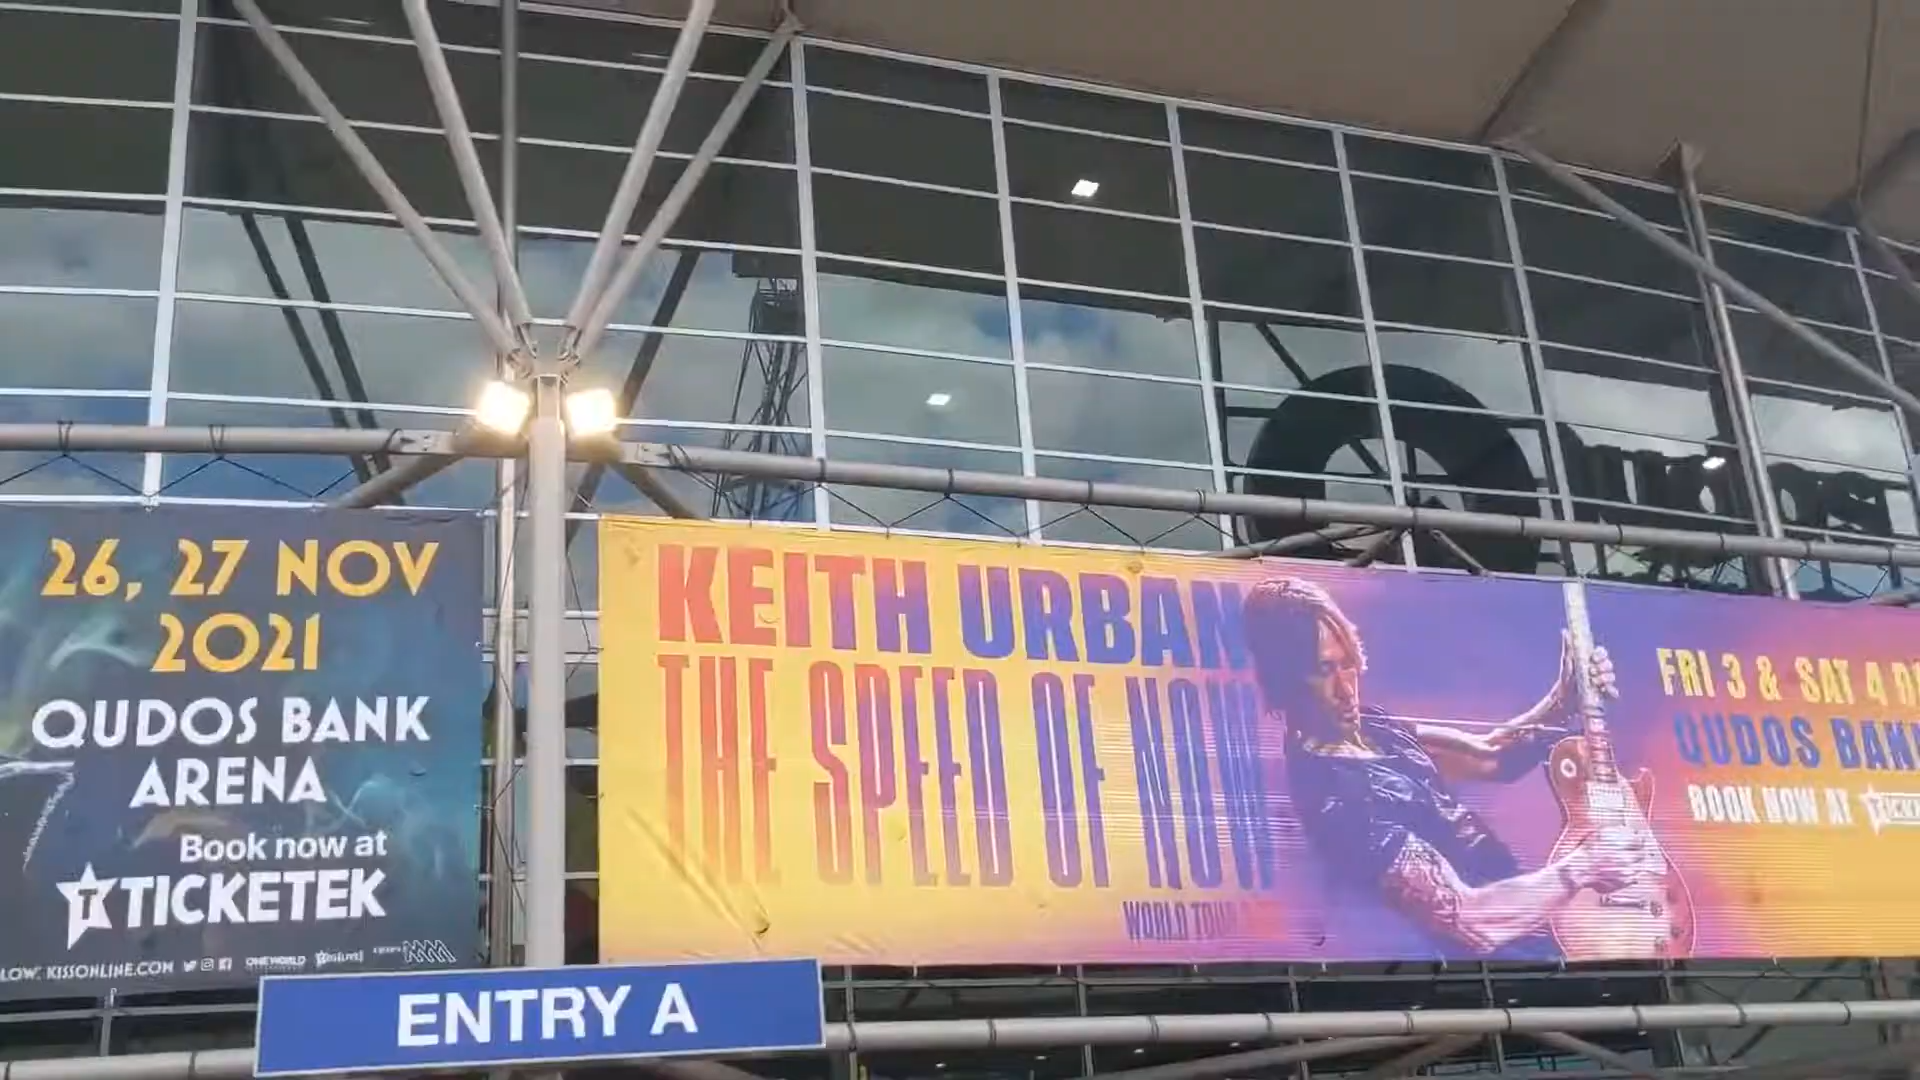 26, 27 NOV
2021
QUDOS BANK
ARENA
Book now at
TICKETEK
KISSONLINE.COM
ONEWORLD
KEITH URBAN
THE SPEED OF NOW
WORLD TOUR
FRI 3 & SAT 4
QUDOS BANK
BOOK NOW AT
ENTRY A